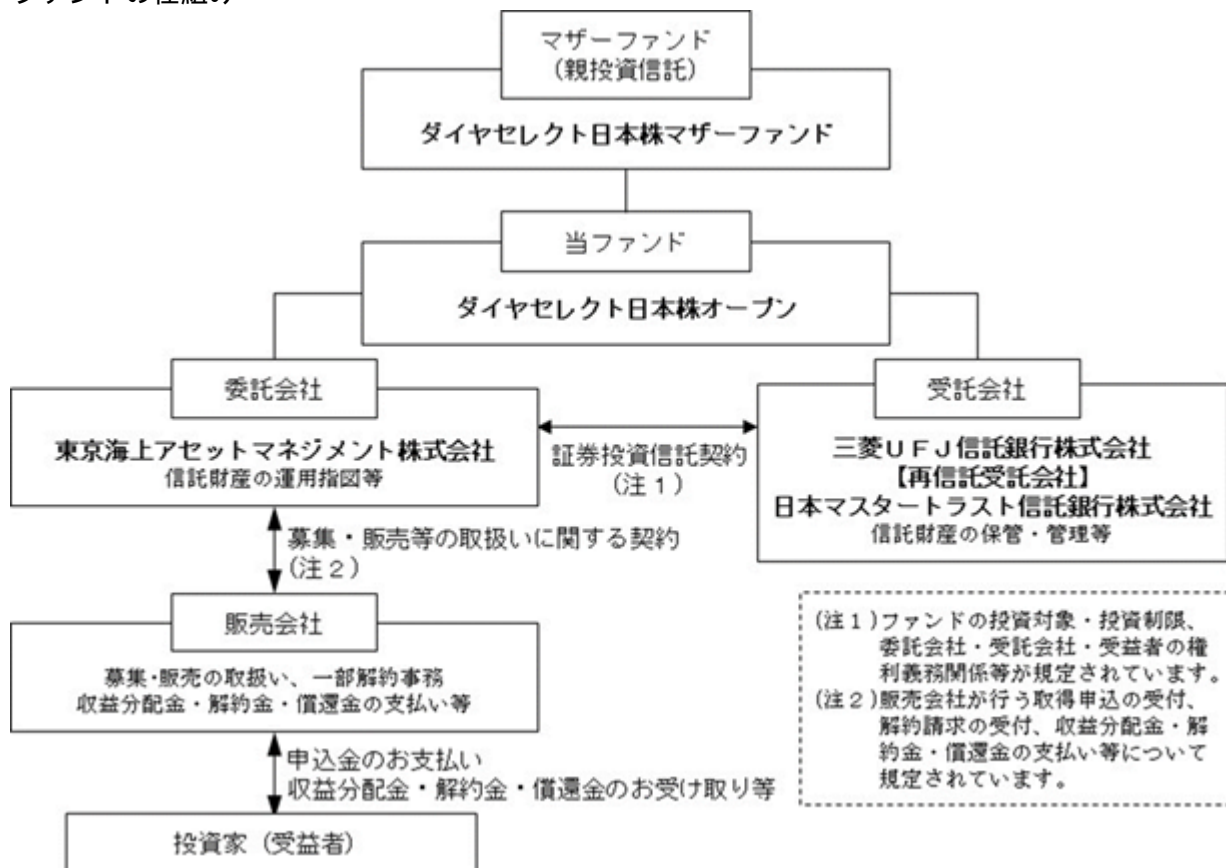 ファンドの仕組み
マザーファンド
(親投資信託)
ダイヤセレクト日本株マザーファンド
当ファンド
ダイヤセレクト日本株オープン
委託会社
東京海上アセットマネジメント株式会社
信託財産の運用指図等
証券投資信託契約
(注1)
受託会社
三菱UFJ信託銀行株式会社
【再信託受託会社】
日本マスタートラスト信託銀行株式会社
信託財産の保管・管理等
募集・販売等の取扱いに関する契約
(注2)
販売会社
募集・販売の取扱い、一部解約事務
収益分配金・解約金・償還金の支払い等
申込金のお支払い
収益分配金・解約金・償還金のお受け取り等
投資家(受益者)
(注1)ファンドの投資対象・投資制限、
委託会社・受託会社・受益者の権
利義務関係等が規定されています。
(注2)販売会社が行う取得申込の受付、
解約請求の受付、収益分配金・解
約金・償還金の支払い等について
規定されています。